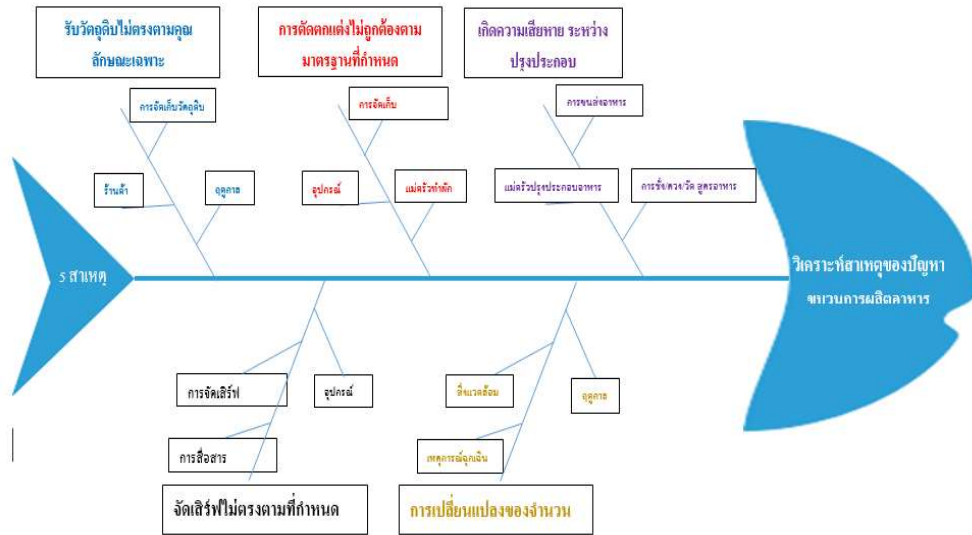 รับวัตถุดิบไม่ตรงตามคุณ
ลักษณะเฉพาะ
การตัดตกแต่งไม่ถูกต้องตาม
มาตรฐานที่กำหนด
เกิดความเสียหาย ระหว่าง
ปรุงประกอบ
การจัดเก็บวัตถุดิบ
การจัดเก็บ
การขนส่งอาหาร
ร้านค้า
ฤดูกาล
อุปกรณ์
แม่ครัวทำผัก
แม่ครัวปรุงประกอบอาหาร
การชั่ง/ตวง/วัด สูตรอาหาร
5 สาเหตุ
วิเคราะห์สาเหตุของปัญหา
ขบวนการผลิตอาหาร
การจัดเสิร์ฟ
อุปกรณ์
สิ่งแวดล้อม
ฤดูกาล
การสื่อสาร
เหตุการณ์ฉุกเฉิน
จัดเสิร์ฟไม่ตรงตามที่กำหนด
การเปลี่ยนแปลงของจำนวน